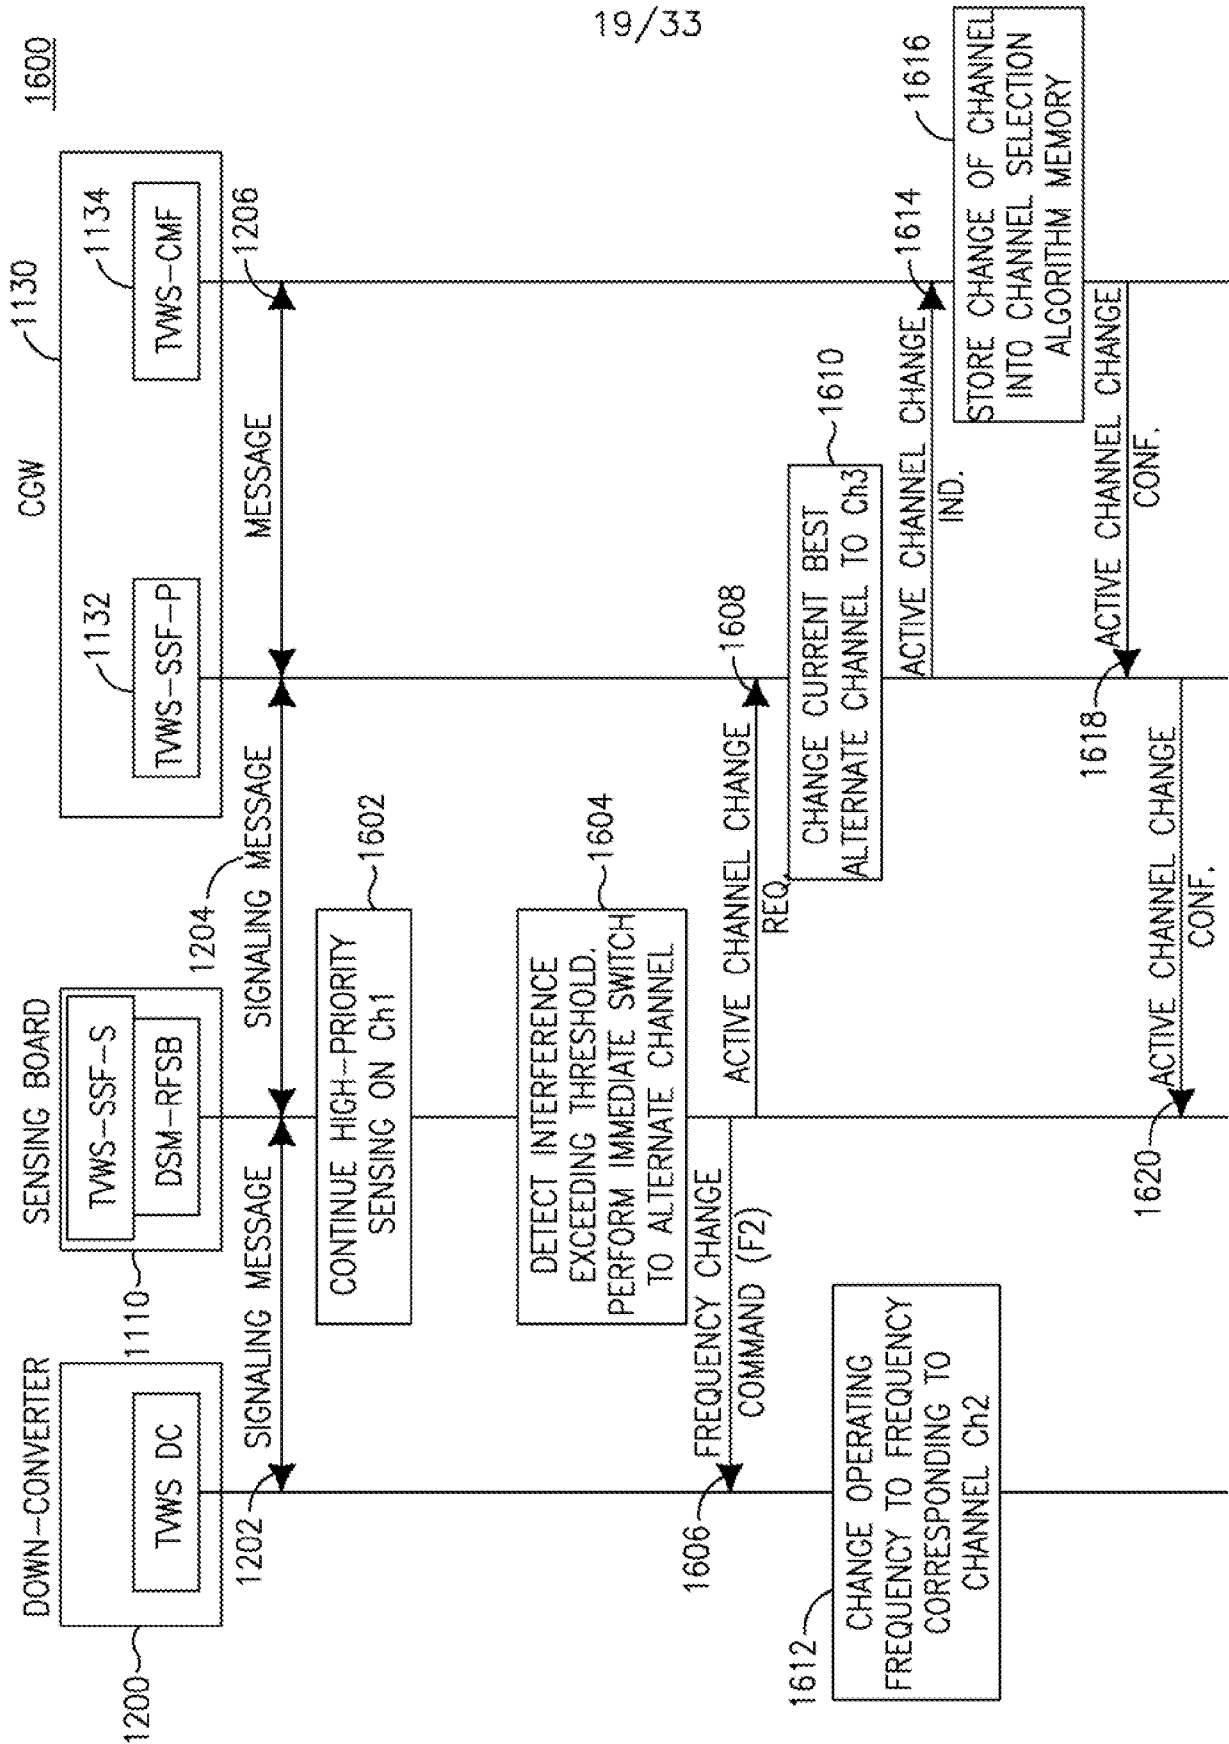 19/33
1600
DOWN-CONVERTER
1200
TVWS DC
SENSING BOARD
1110
TVWS-SSF-S
DSM-RFSB
CGW
1130
1132
TVWS-SSF-P
1134
TVWS-CMF
SIGNALING MESSAGE
1202
SIGNALING MESSAGE
1204
MESSAGE
1206
CONTINUE HIGH-PRIORITY
SENSING ON Ch1
1602
DETECT INTERFERENCE
EXCEEDING THRESHOLD.
PERFORM IMMEDIATE SWITCH
TO ALTERNATE CHANNEL
1604
FREQUENCY CHANGE
COMMAND (F2)
1606
ACTIVE CHANNEL CHANGE
REQ.
1608
CHANGE CURRENT BEST
ALTERNATE CHANNEL TO Ch3
1610
1612
CHANGE OPERATING
FREQUENCY TO FREQUENCY
CORRESPONDING TO
CHANNEL Ch2
ACTIVE CHANNEL CHANGE
IND.
1614
STORE CHANGE OF CHANNEL
INTO CHANNEL SELECTION
ALGORITHM MEMORY
1616
ACTIVE CHANNEL CHANGE
CONF.
1618
ACTIVE CHANNEL CHANGE
CONF.
1620